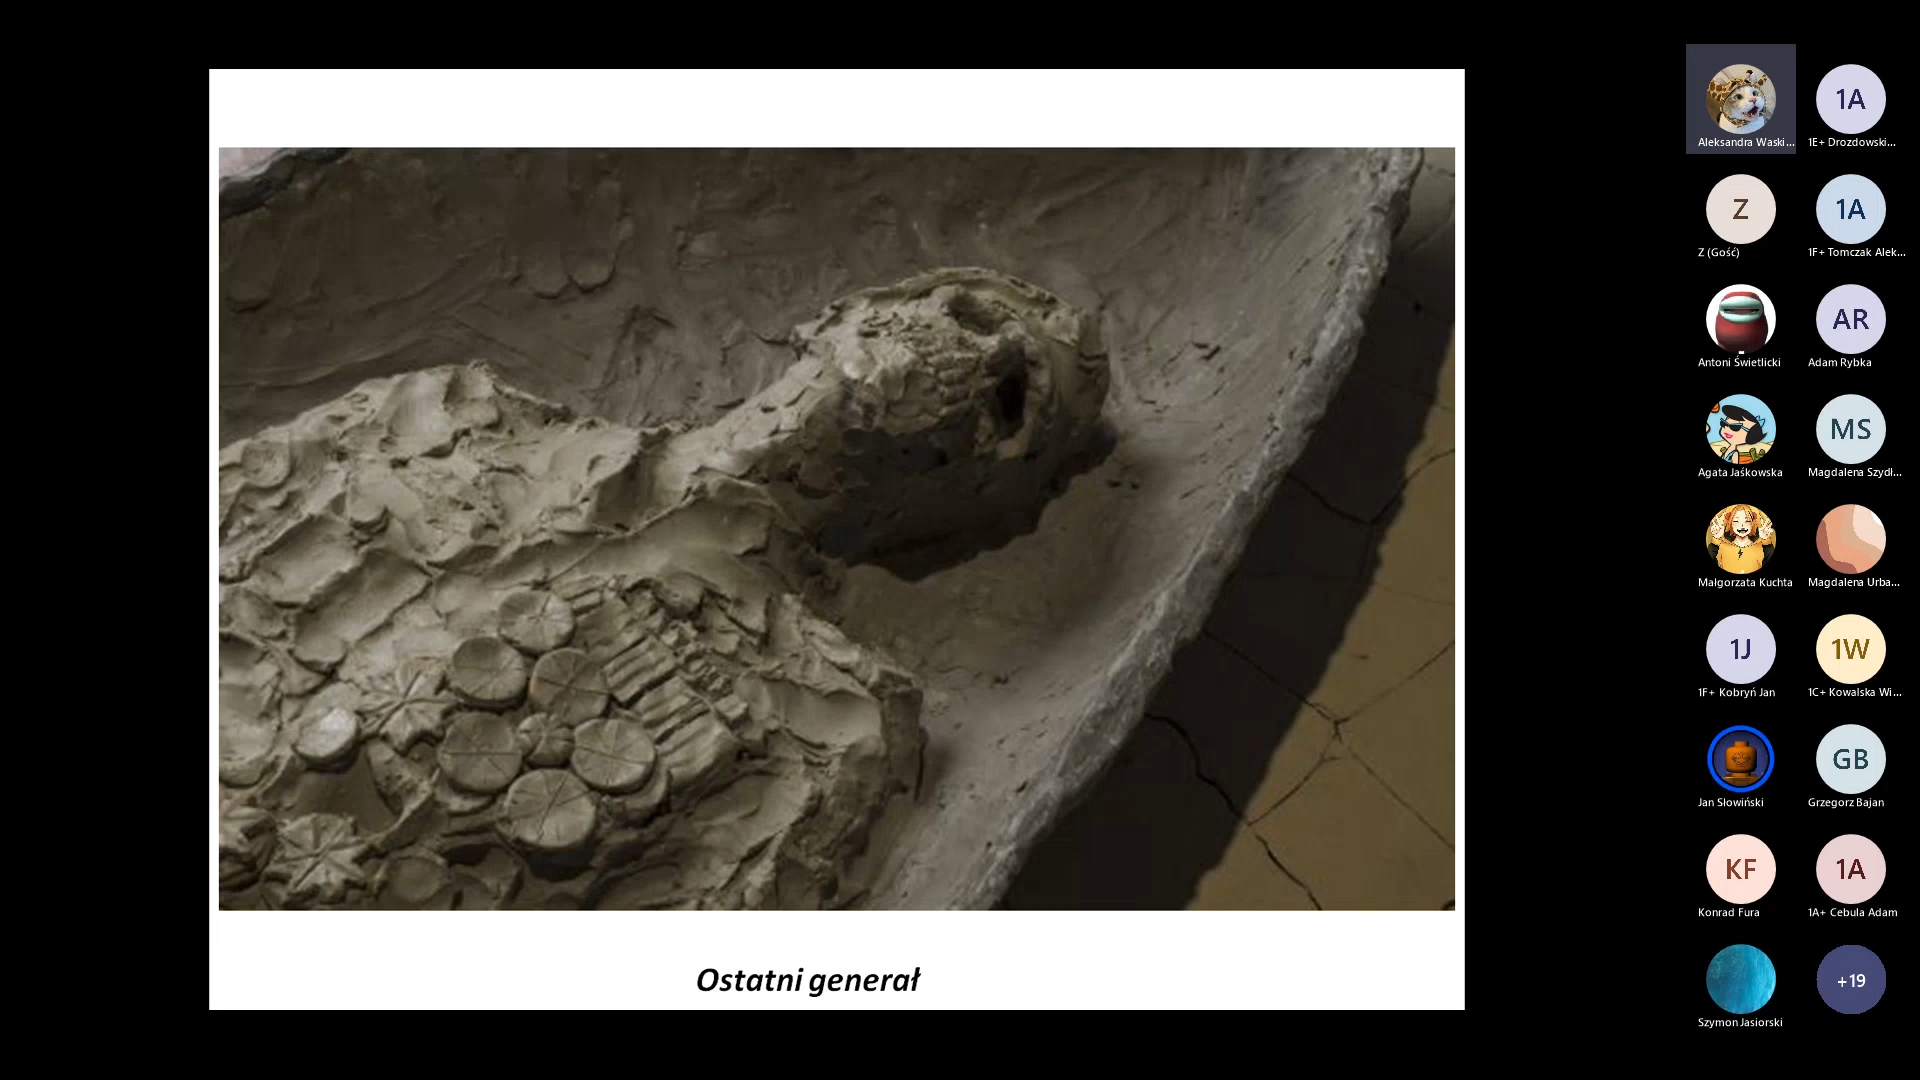 Ostatni generał
Aleksandra Waski...
1A
1E+ Drozdowski...
Z
Z (Gość)
1A
1F+ Tomczak Alek...
Antoni Świetlicki
AR
Adam Rybka
Agata Jaśkowska
MS
Magdalena Szydł...
Małgorzata Kuchta
Magdalena Urba...
1J
1F+ Kobryń Jan
1W
1C+ Kowalska Wi...
Jan Słowiński
GB
Grzegorz Bajan
KF
Konrad Fura
1A
1A+ Cebula Adam
Szymon Jasiorski
+19